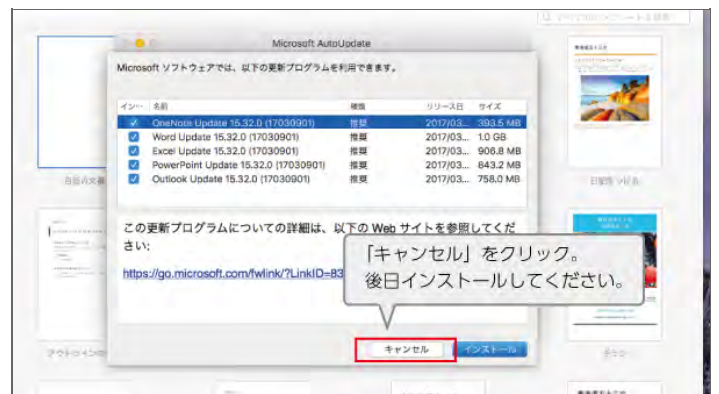 Microsoft AutoUpdate
Microsoft ソフトウェアでは、以下の更新プログラムを利用できます。
イン… 名前 種類 リリース日 サイズ
OneNote Update 15.32.0 (17030901) 推奨 2017/03... 393.5 MB
Word Update 15.32.0 (17030901) 推奨 2017/03... 1.0 GB
Excel Update 15.32.0 (17030901) 推奨 2017/03... 906.8 MB
PowerPoint Update 15.32.0 (17030901) 推奨 2017/03... 843.2 MB
Outlook Update 15.32.0 (17030901) 推奨 2017/03... 758.0 MB
白紙の文書
この更新プログラムについての詳細は、以下の Web サイトを参照してくだ
さい:
https://go.microsoft.com/fwlink/?LinkID=83
「キャンセル」をクリック。
後日インストールしてください。
キャンセル
インストール
チラシ